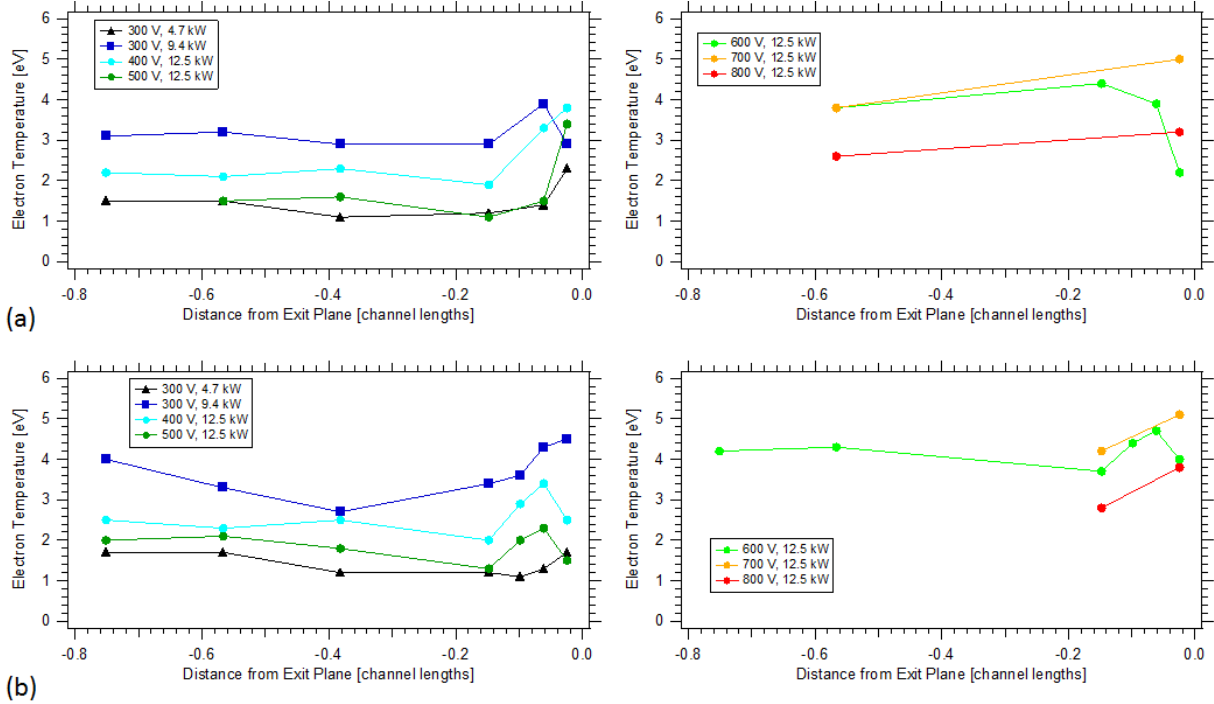 6
5
4
3
2
1
0
Electron Temperature [eV]
300 V, 4.7 kW
300 V, 9.4 kW
400 V, 12.5 kW
500 V, 12.5 kW
-0.8
-0.6
-0.4
-0.2
0.0
Distance from Exit Plane [channel lengths]
6
5
4
3
2
1
0
Electron Temperature [eV]
600 V, 12.5 kW
700 V, 12.5 kW
800 V, 12.5 kW
-0.8
-0.6
-0.4
-0.2
0.0
Distance from Exit Plane [channel lengths]
(a)
6
5
4
3
2
1
0
Electron Temperature [eV]
300 V, 4.7 kW
300 V, 9.4 kW
400 V, 12.5 kW
500 V, 12.5 kW
-0.8
-0.6
-0.4
-0.2
0.0
Distance from Exit Plane [channel lengths]
6
5
4
3
2
1
0
Electron Temperature [eV]
600 V, 12.5 kW
700 V, 12.5 kW
800 V, 12.5 kW
-0.8
-0.6
-0.4
-0.2
0.0
Distance from Exit Plane [channel lengths]
(b)